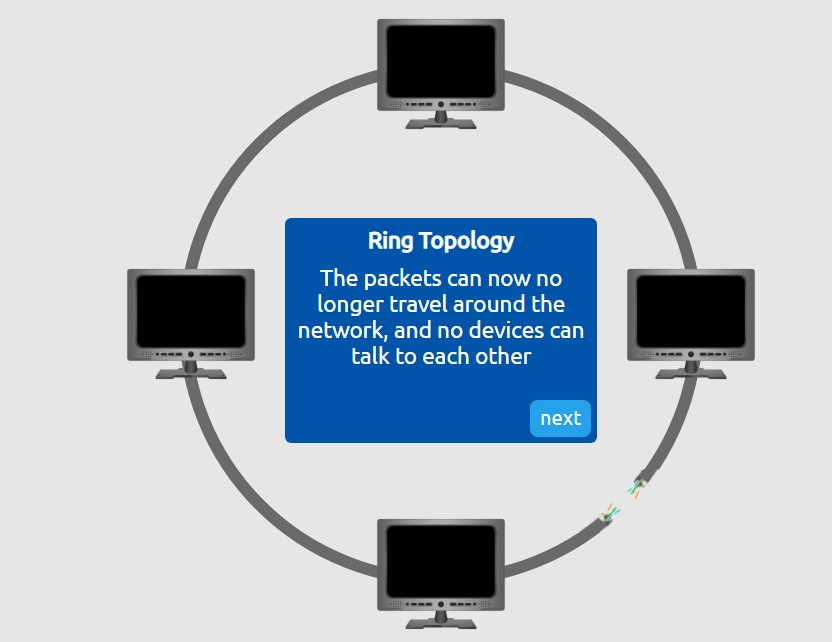 Ring Topology
The packets can now no
longer travel around the
network, and no devices can
talk to each other
next